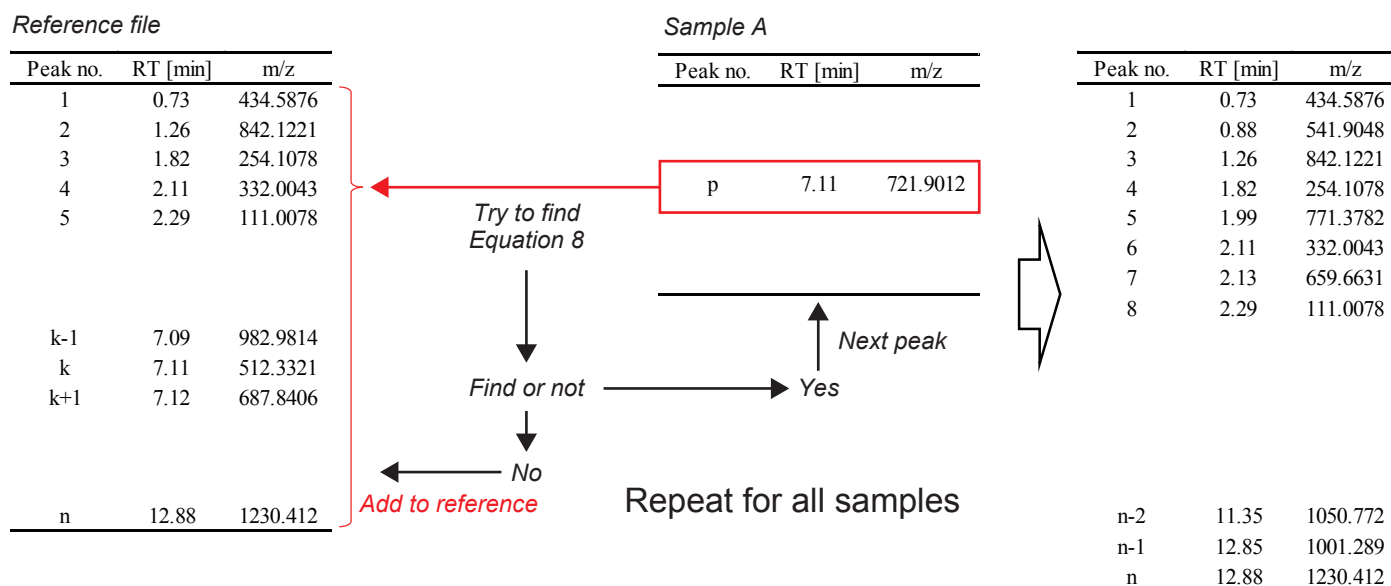 Reference file
Peak no. RT [min] m/z
1 0.73 434.5876
2 1.26 842.1221
3 1.82 254.1078
4 2.11 332.0043
5 2.29 111.0078
k-1 7.09 982.9814
k 7.11 512.3321
k+1 7.12 687.8406
n 12.88 1230.412
Sample A
Peak no. RT [min] m/z
p 7.11 721.9012
Try to find
Equation 8
Find or not
Yes
Next peak
No
Add to reference
Repeat for all samples
Peak no. RT [min] m/z
1 0.73 434.5876
2 0.88 541.9048
3 1.26 842.1221
4 1.82 254.1078
5 1.99 771.3782
6 2.11 332.0043
7 2.13 659.6631
8 2.29 111.0078
n-2 11.35 1050.772
n-1 12.85 1001.289
n 12.88 1230.412